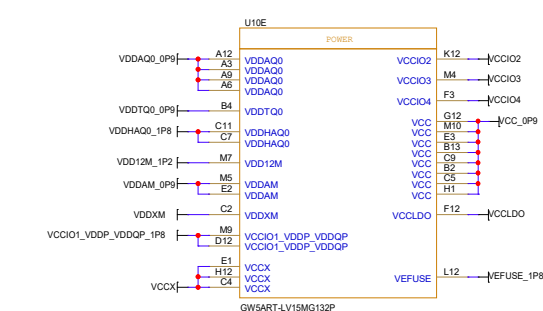 U10E
POWER
VDDAQ0_0P9 A12 VDDAQ0 VCCIO2 K12 VCCIO2
A3 VDDAQ0
A9 VDDAQ0 VCCIO3 M4 VCCIO3
A6 VDDAQ0
VCCIO4 F3 VCCIO4
VDDTQ0_0P9 B4 VDDTQ0
VCC G12 VCC_0P9
VDDHAQ0_1P8 C11 VDDHAQ0 VCC M10
C7 VDDHAQ0 VCC E3
VCC B13
VDD12M_1P2 M7 VDD12M VCC C9
VCC B2
VDDAM_0P9 M5 VDDAM VCC C5
E2 VDDAM VCC H1
VDDXM C2 VDDXM VCCLDO F12 VCCLDO
VCCIO1_VDDP_VDDQP_1P8 M9 VCCIO1_VDDP_VDDQP
D12 VCCIO1_VDDP_VDDQP
E1 VCCX
H12 VCCX VEFUSE L12 VEFUSE_1P8
VCCX C4 VCCX
GW5ART-LV15MG132P